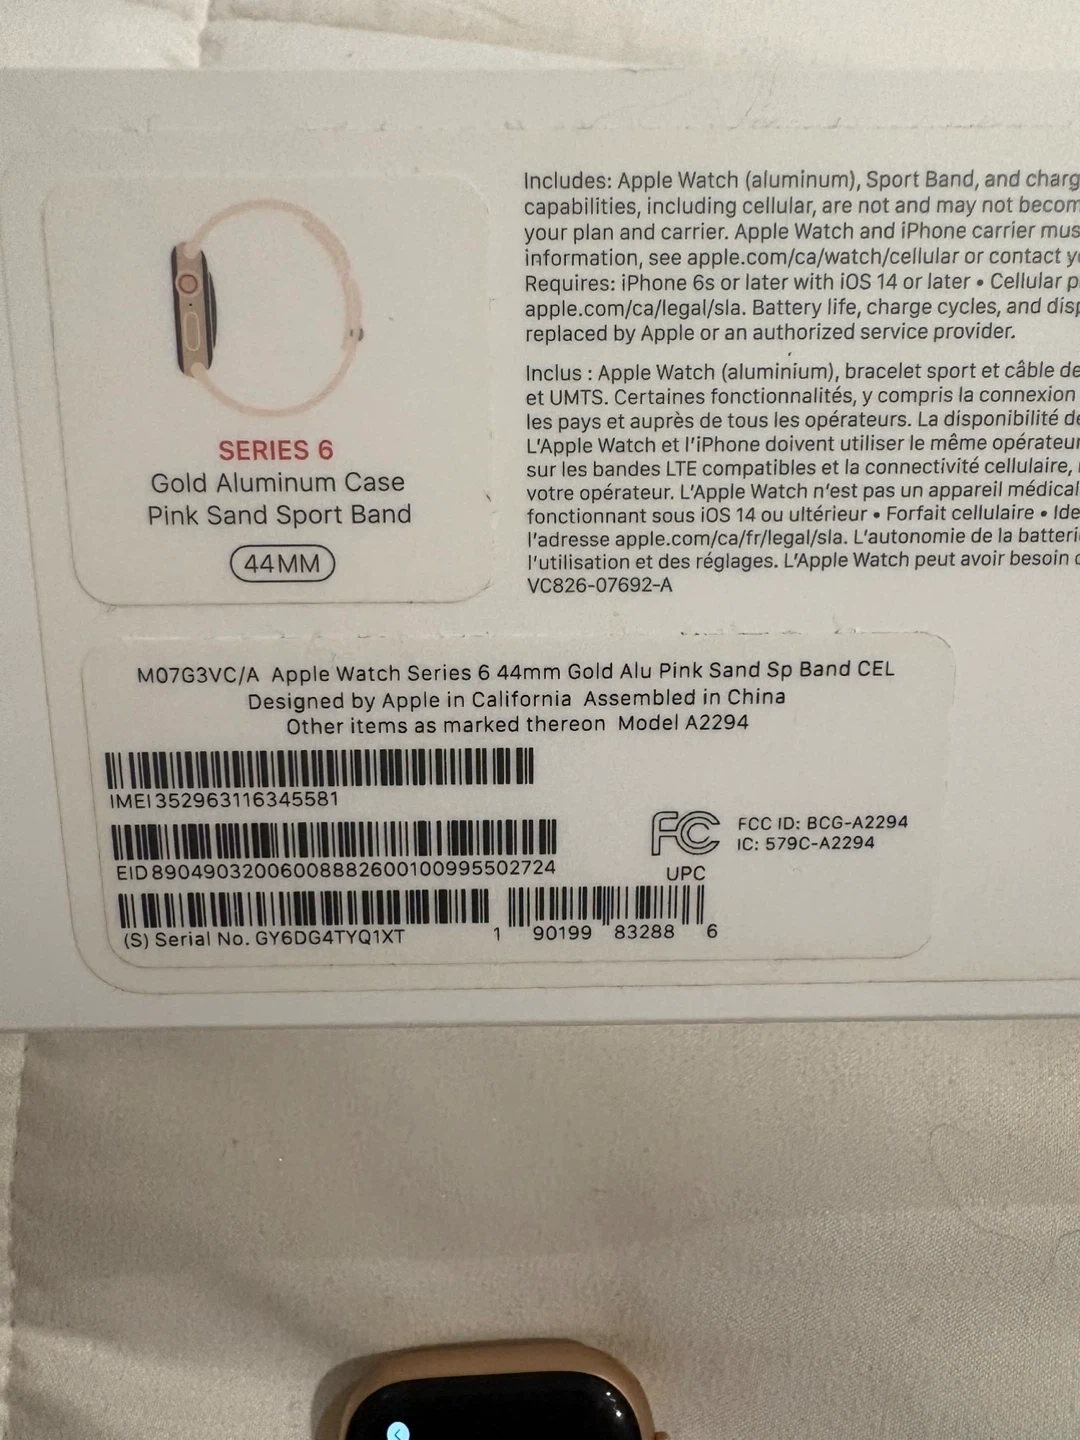 SERIES 6
Gold Aluminum Case
Pink Sand Sport Band
44MM
Includes: Apple Watch (aluminum), Sport Band, and charg
capabilities, including cellular, are not and may not becom
your plan and carrier. Apple Watch and iPhone carrier mus
information, see apple.com/ca/watch/cellular or contact y
Requires: iPhone 6s or later with iOS 14 or later • Cellular p
apple.com/ca/legal/sla. Battery life, charge cycles, and disp
replaced by Apple or an authorized service provider.
Inclus : Apple Watch (aluminium), bracelet sport et câble de
et UMTS. Certaines fonctionnalités, y compris la connexion
les pays et auprès de tous les opérateurs. La disponibilité de
L'Apple Watch et l'iPhone doivent utiliser le même opérateur
sur les bandes LTE compatibles et la connectivité cellulaire,
votre opérateur. L'Apple Watch n'est pas un appareil médical
fonctionnant sous iOS 14 ou ultérieur • Forfait cellulaire • Ide
l'adresse apple.com/ca/fr/legal/sla. L'autonomie de la batteri
l'utilisation et des réglages. L'Apple Watch peut avoir besoin
VC826-07692-A
M07G3VC/A Apple Watch Series 6 44mm Gold Alu Pink Sand Sp Band CEL
Designed by Apple in California Assembled in China
Other items as marked thereon Model A2294
IMEI 352963116345581
EID 89049032006008882600100995502724
(S) Serial No. GY6DG4TYQ1XT
FC
FCC ID: BCG-A2294
IC: 579C-A2294
UPC
1 90199 83288 6